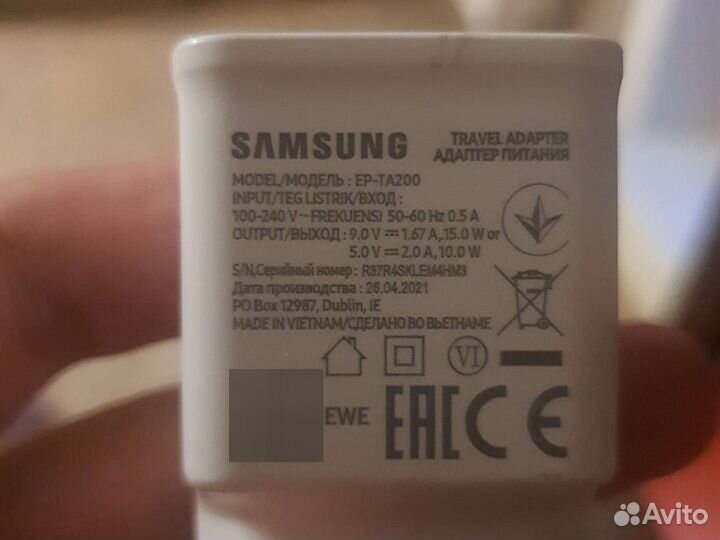 SAMSUNG TRAVEL ADAPTER
АДАПТЕР ПИТАНИЯ
MODEL/МОДЕЛЬ : EP-TA200
INPUT/TEG LISTRIK/ВХОД :
100-240 V ~ FREKUENSI 50-60 Hz 0.5 A
OUTPUT/ВЫХОД : 9.0 V ⎓ 1.67 A,.15.0 W or
5.0 V ⎓ 2.0 A,10.0 W
S/N,Серийный номер : R37R4SKLEM4HM3
Дата производства : 26.04.2021
PO Box 12987, Dublin, IE
MADE IN VIETNAM/СДЕЛАНО ВО ВЬЕТНАМЕ
VI
EWE EAC CE
Avito